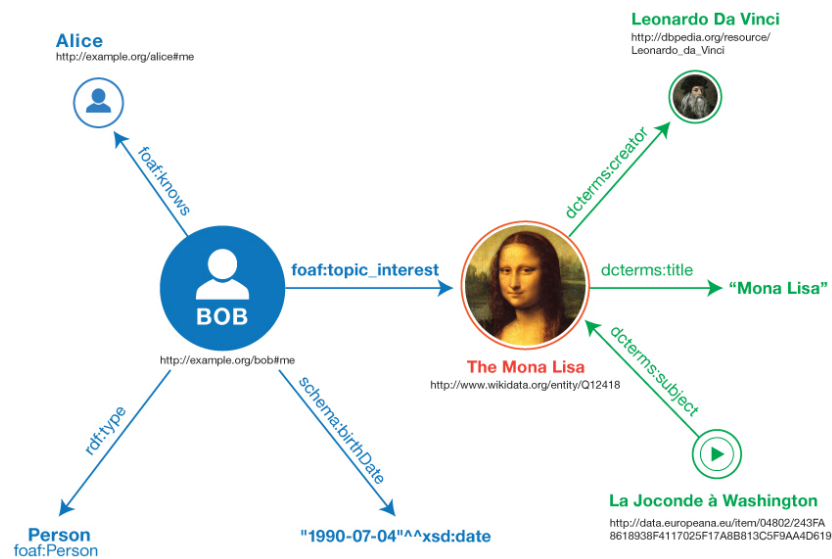 Leonardo Da Vinci
http://dbpedia.org/resource/
Leonardo_da_Vinci
Alice
http://example.org/alice#me
foaf:knows
dcterms:creator
foaf:topic_interest
dcterms:title
“Mona Lisa”
BOB
http://example.org/bob#me
The Mona Lisa
http://www.wikidata.org/entity/Q12418
dcterms:subject
rdf:type
schema:birthDate
La Joconde à Washington
http://data.europeana.eu/item/04802/243FA
8618938F4117025F17A8B813C5F9AA4D619
Person
foaf:Person
"1990-07-04"^^xsd:date